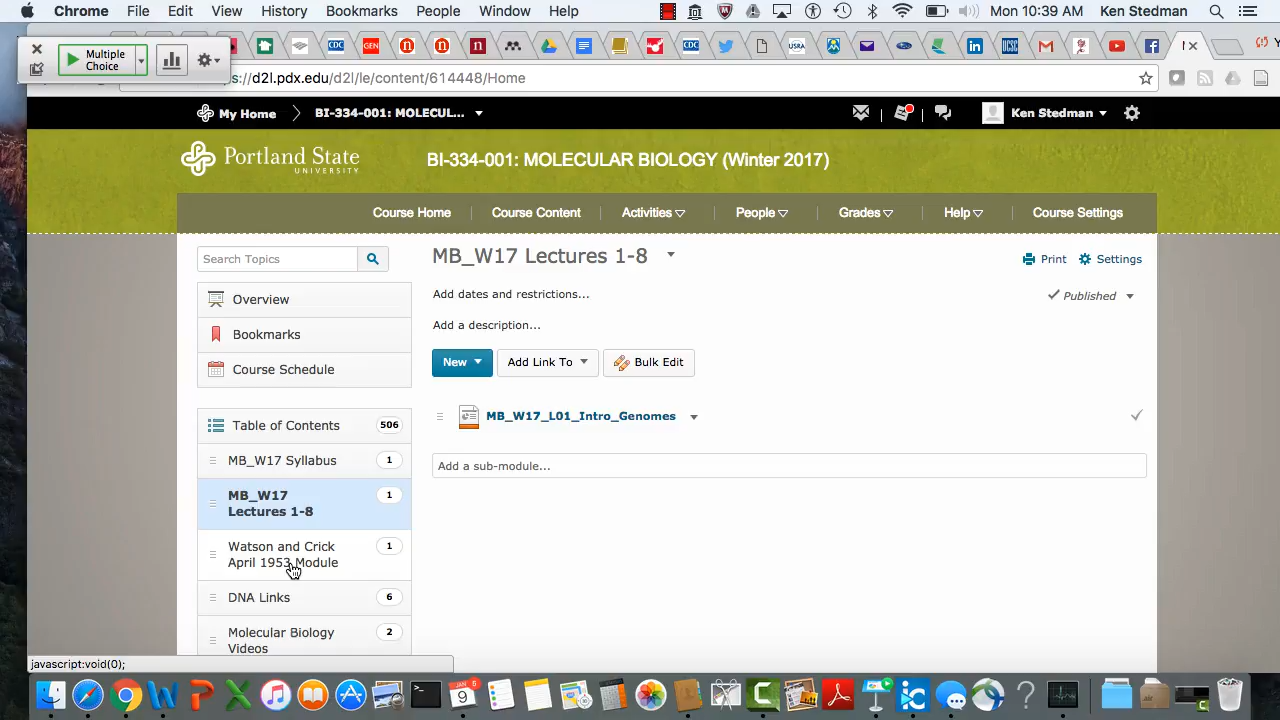 Chrome File Edit View History Bookmarks People Window Help Mon 10:39 AM Ken Stedman
Multiple
Choice
s://d2l.pdx.edu/d2l/le/content/614448/Home
My Home BI-334-001: MOLECUL... Ken Stedman
Portland State
UNIVERSITY
BI-334-001: MOLECULAR BIOLOGY (Winter 2017)
Course Home Course Content Activities People Grades Help Course Settings
Search Topics
MB_W17 Lectures 1-8
Print Settings
Add dates and restrictions...
Published
Overview
Add a description...
Bookmarks
New Add Link To Bulk Edit
Course Schedule
MB_W17_L01_Intro_Genomes
Table of Contents 506
MB_W17 Syllabus 1
Add a sub-module...
MB_W17
Lectures 1-8 1
Watson and Crick
April 1953 Module 1
DNA Links 6
Molecular Biology
Videos 2
javascript:void(0);